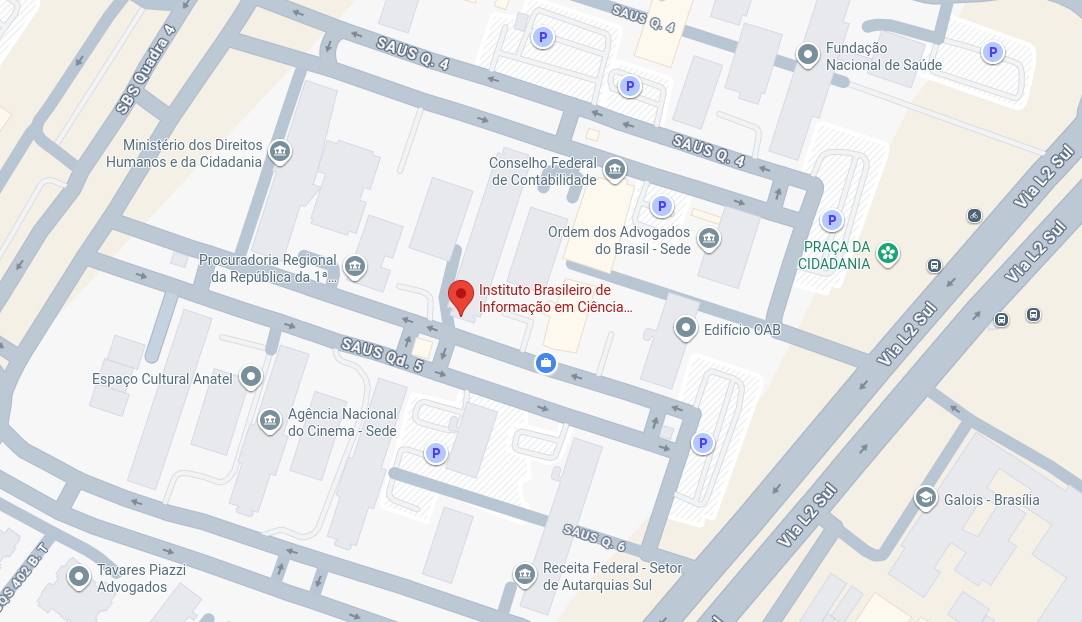 SAUS Q. 4
SBS Quadra 4
SAUS Q. 4
P
P
P
Fundação
Nacional de Saúde
Ministério dos Direitos
Humanos e da Cidadania
Conselho Federal
de Contabilidade
SAUS Q. 4
Via L2 Sul
P
P
Ordem dos Advogados
do Brasil - Sede
PRAÇA DA
CIDADANIA
Via L2 Sul
Procuradoria Regional
da República da 1ª...
Instituto Brasileiro de
Informação em Ciência...
Edifício OAB
Via L2 Sul
SAUS Qd. 5
Espaço Cultural Anatel
Agência Nacional
do Cinema - Sede
P
P
Galois - Brasília
Via L2 Sul
SAUS Q. 6
SQS 402 B. T
Tavares Piazzi
Advogados
Receita Federal - Setor
de Autarquias Sul